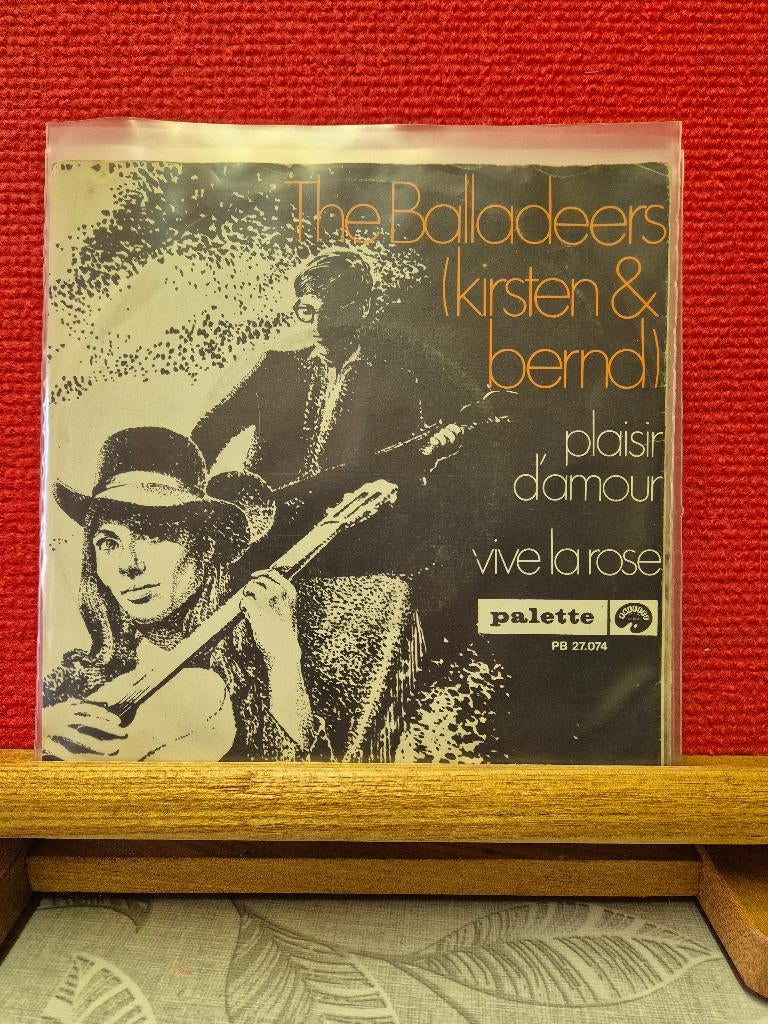 The Balladeers
(kirsten &
bernd)
plaisir
d'amour
vive la rose
palette
PB 27.074